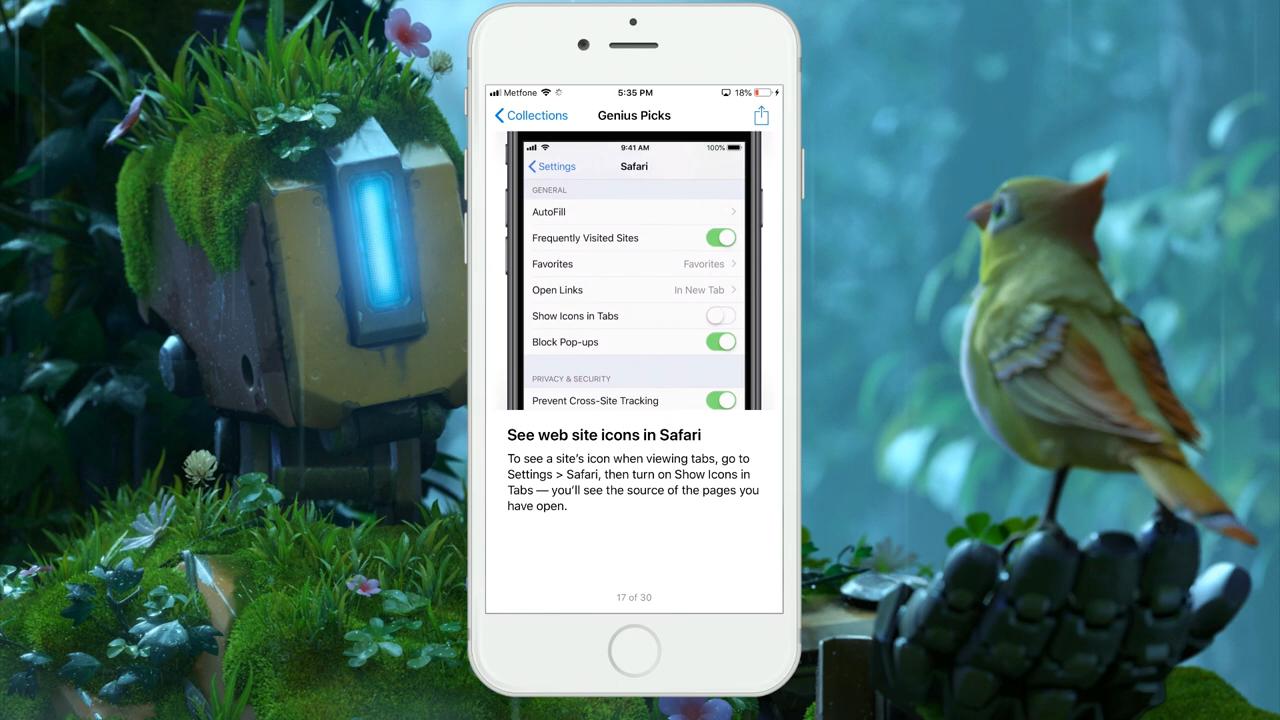 Metfone 5:35 PM 18%
Collections Genius Picks
9:41 AM 100%
Settings Safari
GENERAL
AutoFill
Frequently Visited Sites
Favorites Favorites
Open Links In New Tab
Show Icons in Tabs
Block Pop-ups
PRIVACY & SECURITY
Prevent Cross-Site Tracking
See web site icons in Safari
To see a site’s icon when viewing tabs, go to
Settings > Safari, then turn on Show Icons in
Tabs — you’ll see the source of the pages you
have open.
17 of 30